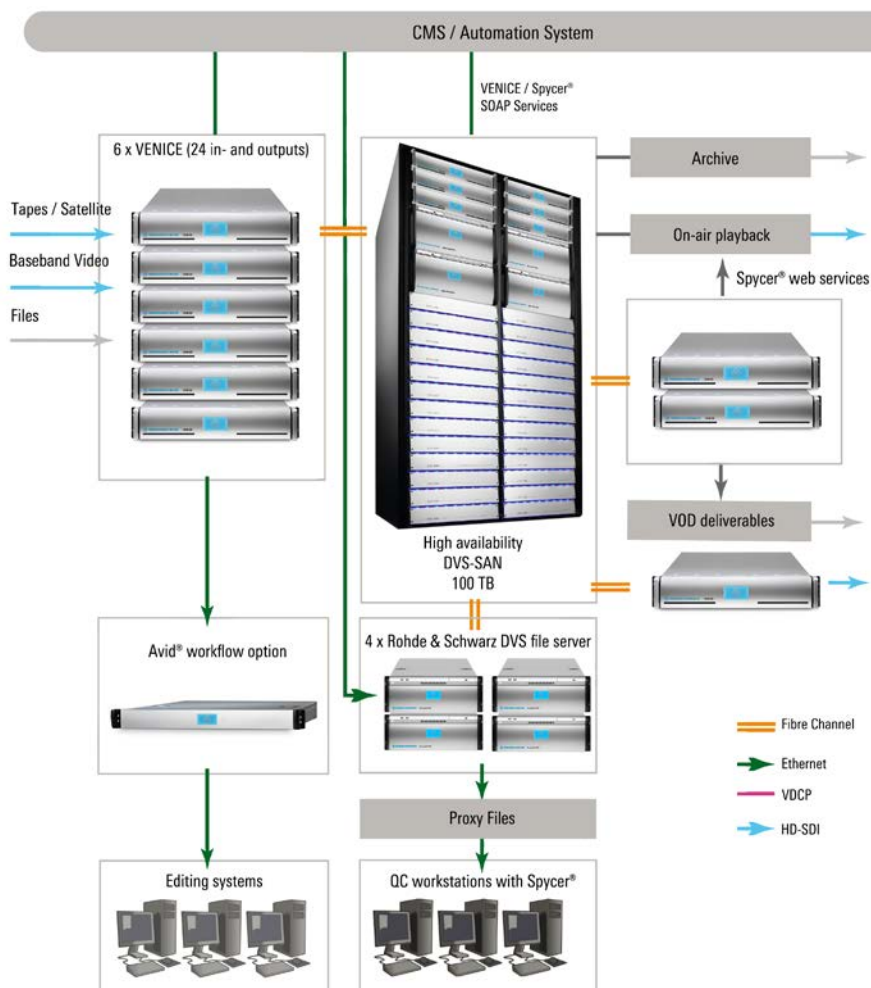 CMS / Automation System
VENICE / Spycer®
SOAP Services
6 x VENICE (24 in- and outputs)
Tapes / Satellite
Baseband Video
Files
Archive
On-air playback
Spycer® web services
High availability
DVS-SAN
100 TB
VOD deliverables
Avid® workflow option
4 x Rohde & Schwarz DVS file server
Fibre Channel
Ethernet
VDCP
HD-SDI
Proxy Files
Editing systems
QC workstations with Spycer®